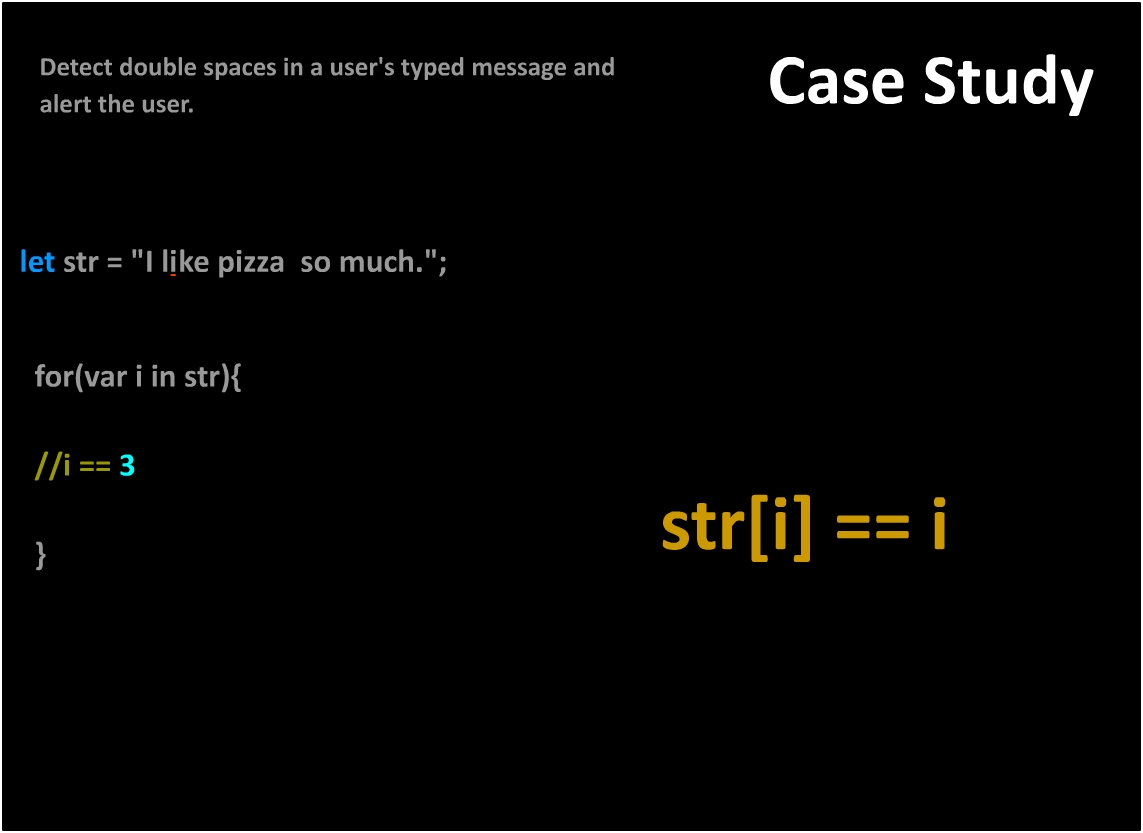 Detect double spaces in a user's typed message and
alert the user.
Case Study
let str = "I like pizza  so much.";
for(var i in str){
//i == 3
str[i] == i
}